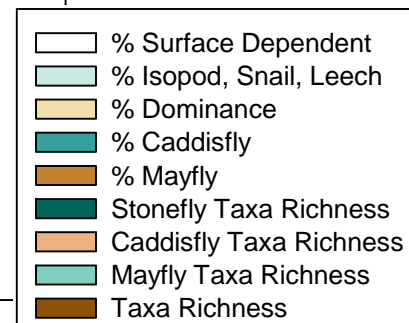 % Surface Dependent
% Isopod, Snail, Leech
% Dominance
% Caddisfly
% Mayfly
Stonefly Taxa Richness
Caddisfly Taxa Richness
Mayfly Taxa Richness
Taxa Richness